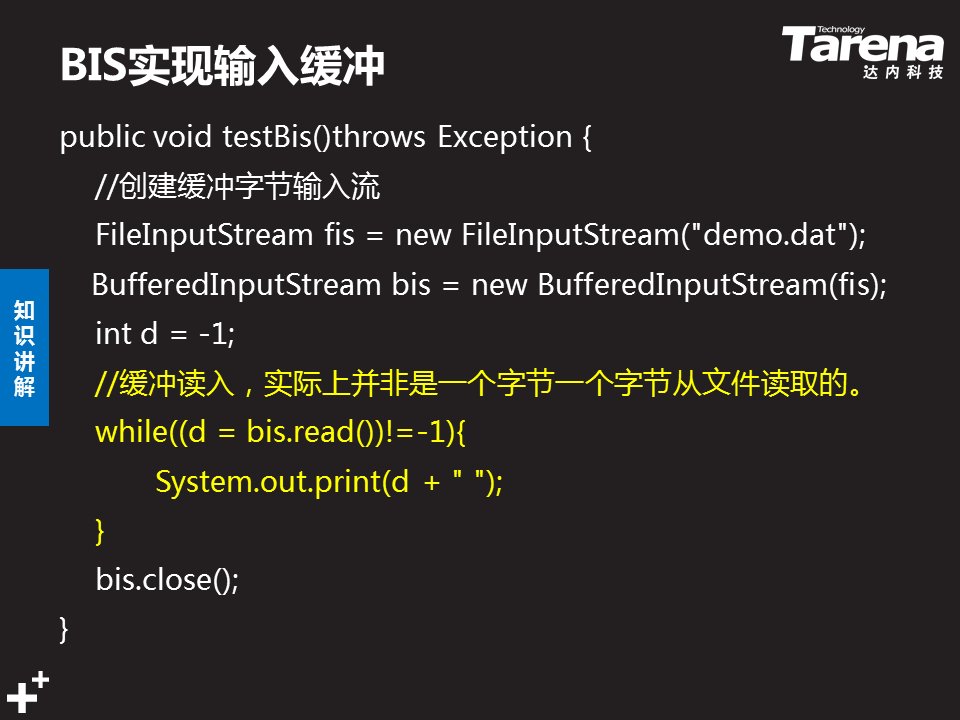 BIS实现输入缓冲
Technology
Tarena
达内科技
public void testBis()throws Exception {
//创建缓冲字节输入流
FileInputStream fis = new FileInputStream("demo.dat");
BufferedInputStream bis = new BufferedInputStream(fis);
int d = -1;
//缓冲读入，实际上并非是一个字节一个字节从文件读取的。
while((d = bis.read())!=-1){
System.out.print(d + " ");
}
bis.close();
}
知识讲解